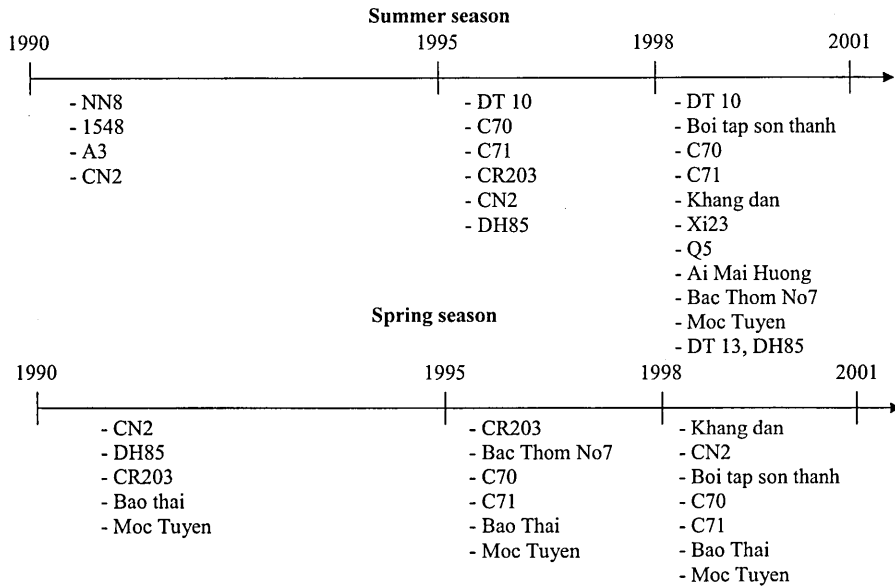 Summer season
1990 1995 1998 2001
- NN8
- 1548
- A3
- CN2
- DT 10
- C70
- C71
- CR203
- CN2
- DH85
- DT 10
- Boi tap son thanh
- C70
- C71
- Khang dan
- Xi23
- Q5
- Ai Mai Huong
- Bac Thom No7
- Moc Tuyen
- DT 13, DH85
Spring season
1990 1995 1998 2001
- CN2
- DH85
- CR203
- Bao thai
- Moc Tuyen
- CR203
- Bac Thom No7
- C70
- C71
- Bao Thai
- Moc Tuyen
- Khang dan
- CN2
- Boi tap son thanh
- C70
- C71
- Bao Thai
- Moc Tuyen